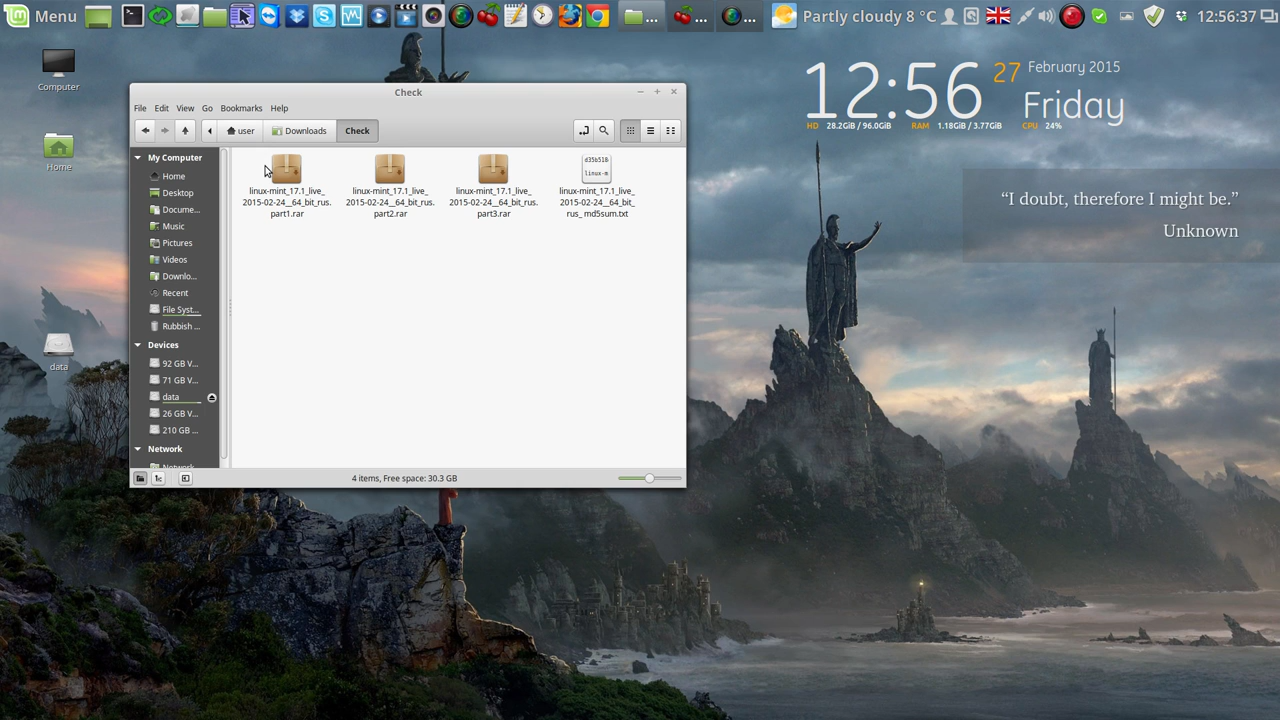 Menu
...
...
...
Partly cloudy 8 °C
12:56:37
Computer
Home
data
12:56
27
February 2015
Friday
HD 28.2GiB / 96.0GiB RAM 1.18GiB / 3.77GiB CPU 24%
“I doubt, therefore I might be.”
Unknown
Check
File Edit View Go Bookmarks Help
user Downloads Check
My Computer
Home
Desktop
Docume...
Music
Pictures
Videos
Downlo...
Recent
File Syst...
Rubbish ...
Devices
92 GB V...
71 GB V...
data
26 GB V...
210 GB ...
Network
Network
linux-mint_17.1_live_
2015-02-24__64_bit_rus.
part1.rar
linux-mint_17.1_live_
2015-02-24__64_bit_rus.
part2.rar
linux-mint_17.1_live_
2015-02-24__64_bit_rus.
part3.rar
d35b518
linux-m
linux-mint_17.1_live_
2015-02-24__64_bit_
rus_ md5sum.txt
4 items, Free space: 30.3 GB